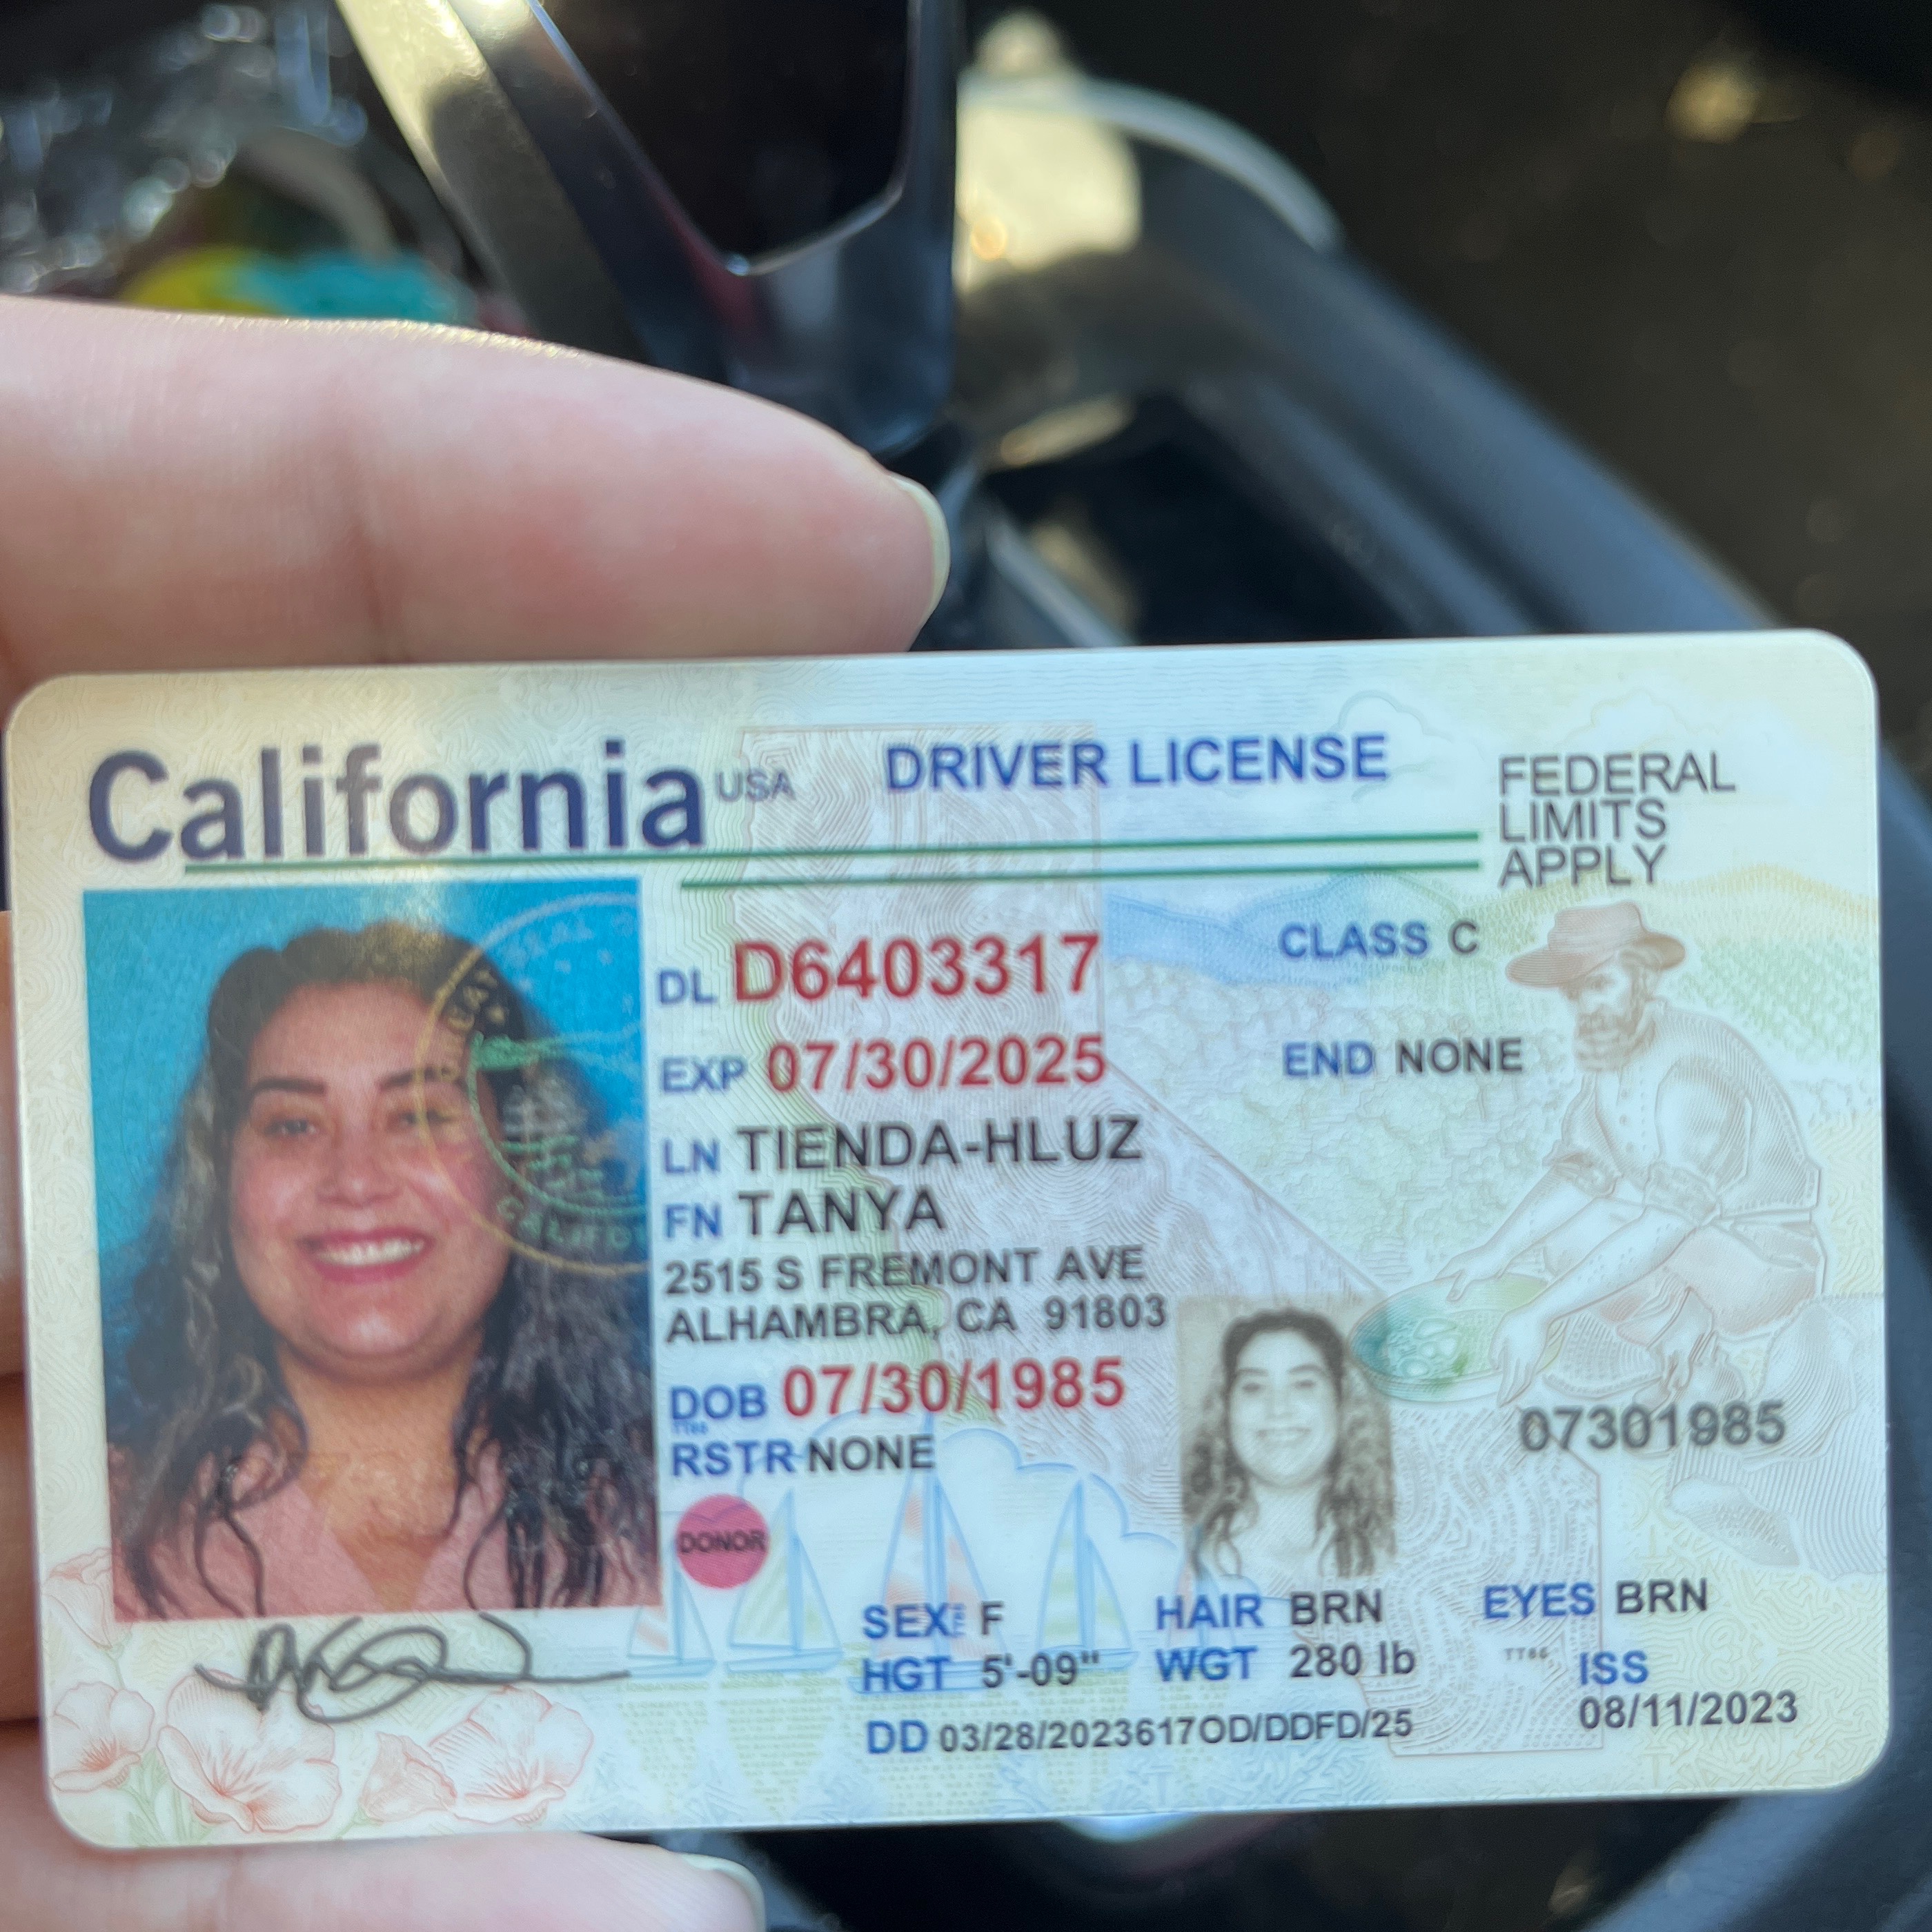 California USA DRIVER LICENSE
FEDERAL
LIMITS
APPLY
DL D6403317
CLASS C
EXP 07/30/2025
END NONE
LN TIENDA-HLUZ
FN TANYA
2515 S FREMONT AVE
ALHAMBRA, CA 91803
DOB 07/30/1985
07301985
RSTR NONE
DONOR
SEX F
HAIR BRN
EYES BRN
HGT 5'-09"
WGT 280 lb
ISS
08/11/2023
DD 03/28/2023617OD/DDFD/25